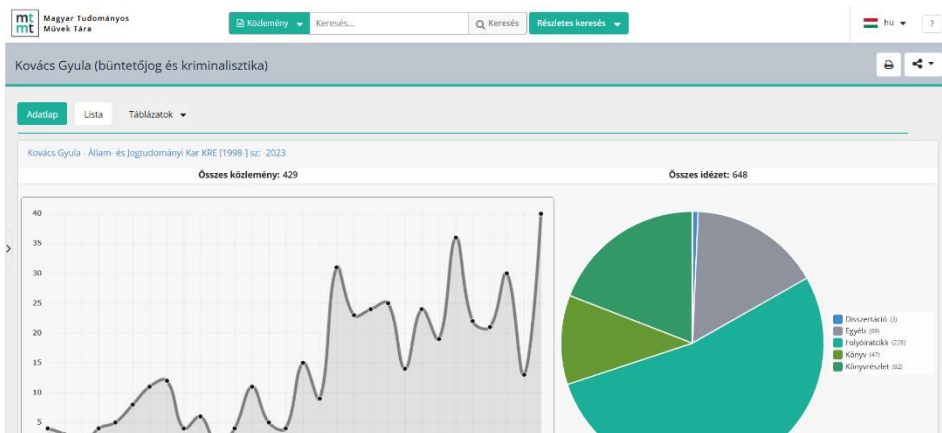 mt Magyar Tudományos
mt Művek Tára
Közlemény
Keresés...
Keresés
Részletes keresés
hu
?
Kovács Gyula (büntetőjog és kriminalisztika)
Adatlap
Lista
Táblázatok
Kovács Gyula - Állam- és Jogtudományi Kar KRE [1998-] sz: -2023
Összes közlemény: 429
Összes idézet: 648
40
35
30
25
20
15
10
5
Disszertáció (3)
Egyéb (69)
Folyóiratcikk (228)
Könyv (47)
Könyvrészlet (82)